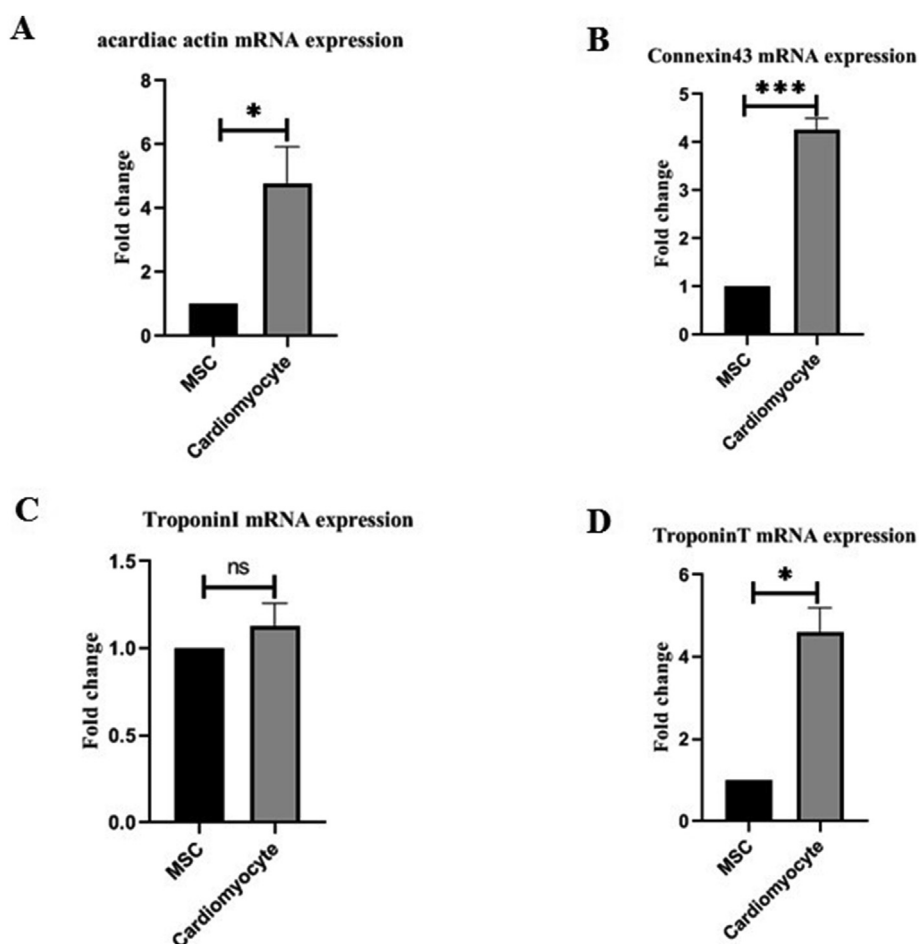 A
acardiac actin mRNA expression
Fold change
8
6
4
2
0
*
MSC
Cardiomyocyte
B
Connexin43 mRNA expression
Fold change
5
4
3
2
1
0
***
MSC
Cardiomyocyte
C
TroponinI mRNA expression
Fold change
1.5
1.0
0.5
0.0
ns
MSC
Cardiomyocyte
D
TroponinT mRNA expression
Fold change
6
4
2
0
*
MSC
Cardiomyocyte